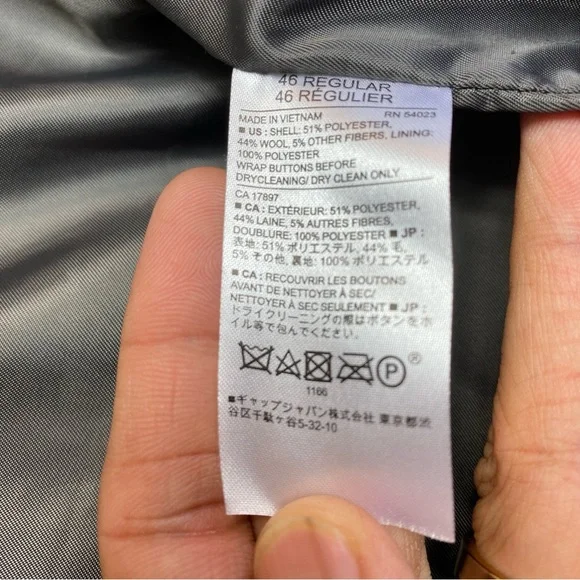 46 REGULAR
46 RÉGULIER
MADE IN VIETNAM RN 54023
■ US : SHELL: 51% POLYESTER,
44% WOOL, 5% OTHER FIBERS, LINING:
100% POLYESTER
WRAP BUTTONS BEFORE
DRYCLEANING/ DRY CLEAN ONLY
CA 17897
■ CA : EXTÉRIEUR: 51% POLYESTER,
44% LAINE, 5% AUTRES FIBRES,
DOUBLURE: 100% POLYESTER ■ JP :
表地: 51% ポリエステル, 44% 毛,
5% その他, 裏地: 100% ポリエステル
■ CA : RECOUVRIR LES BOUTONS
AVANT DE NETTOYER À SEC/
NETTOYER À SEC SEULEMENT ■ JP :
ドライクリーニングの際はボタンをホ
イル等で包んでください.
P ®
1166
■ギャップジャパン株式会社 東京都渋
谷区千駄ヶ谷5-32-10